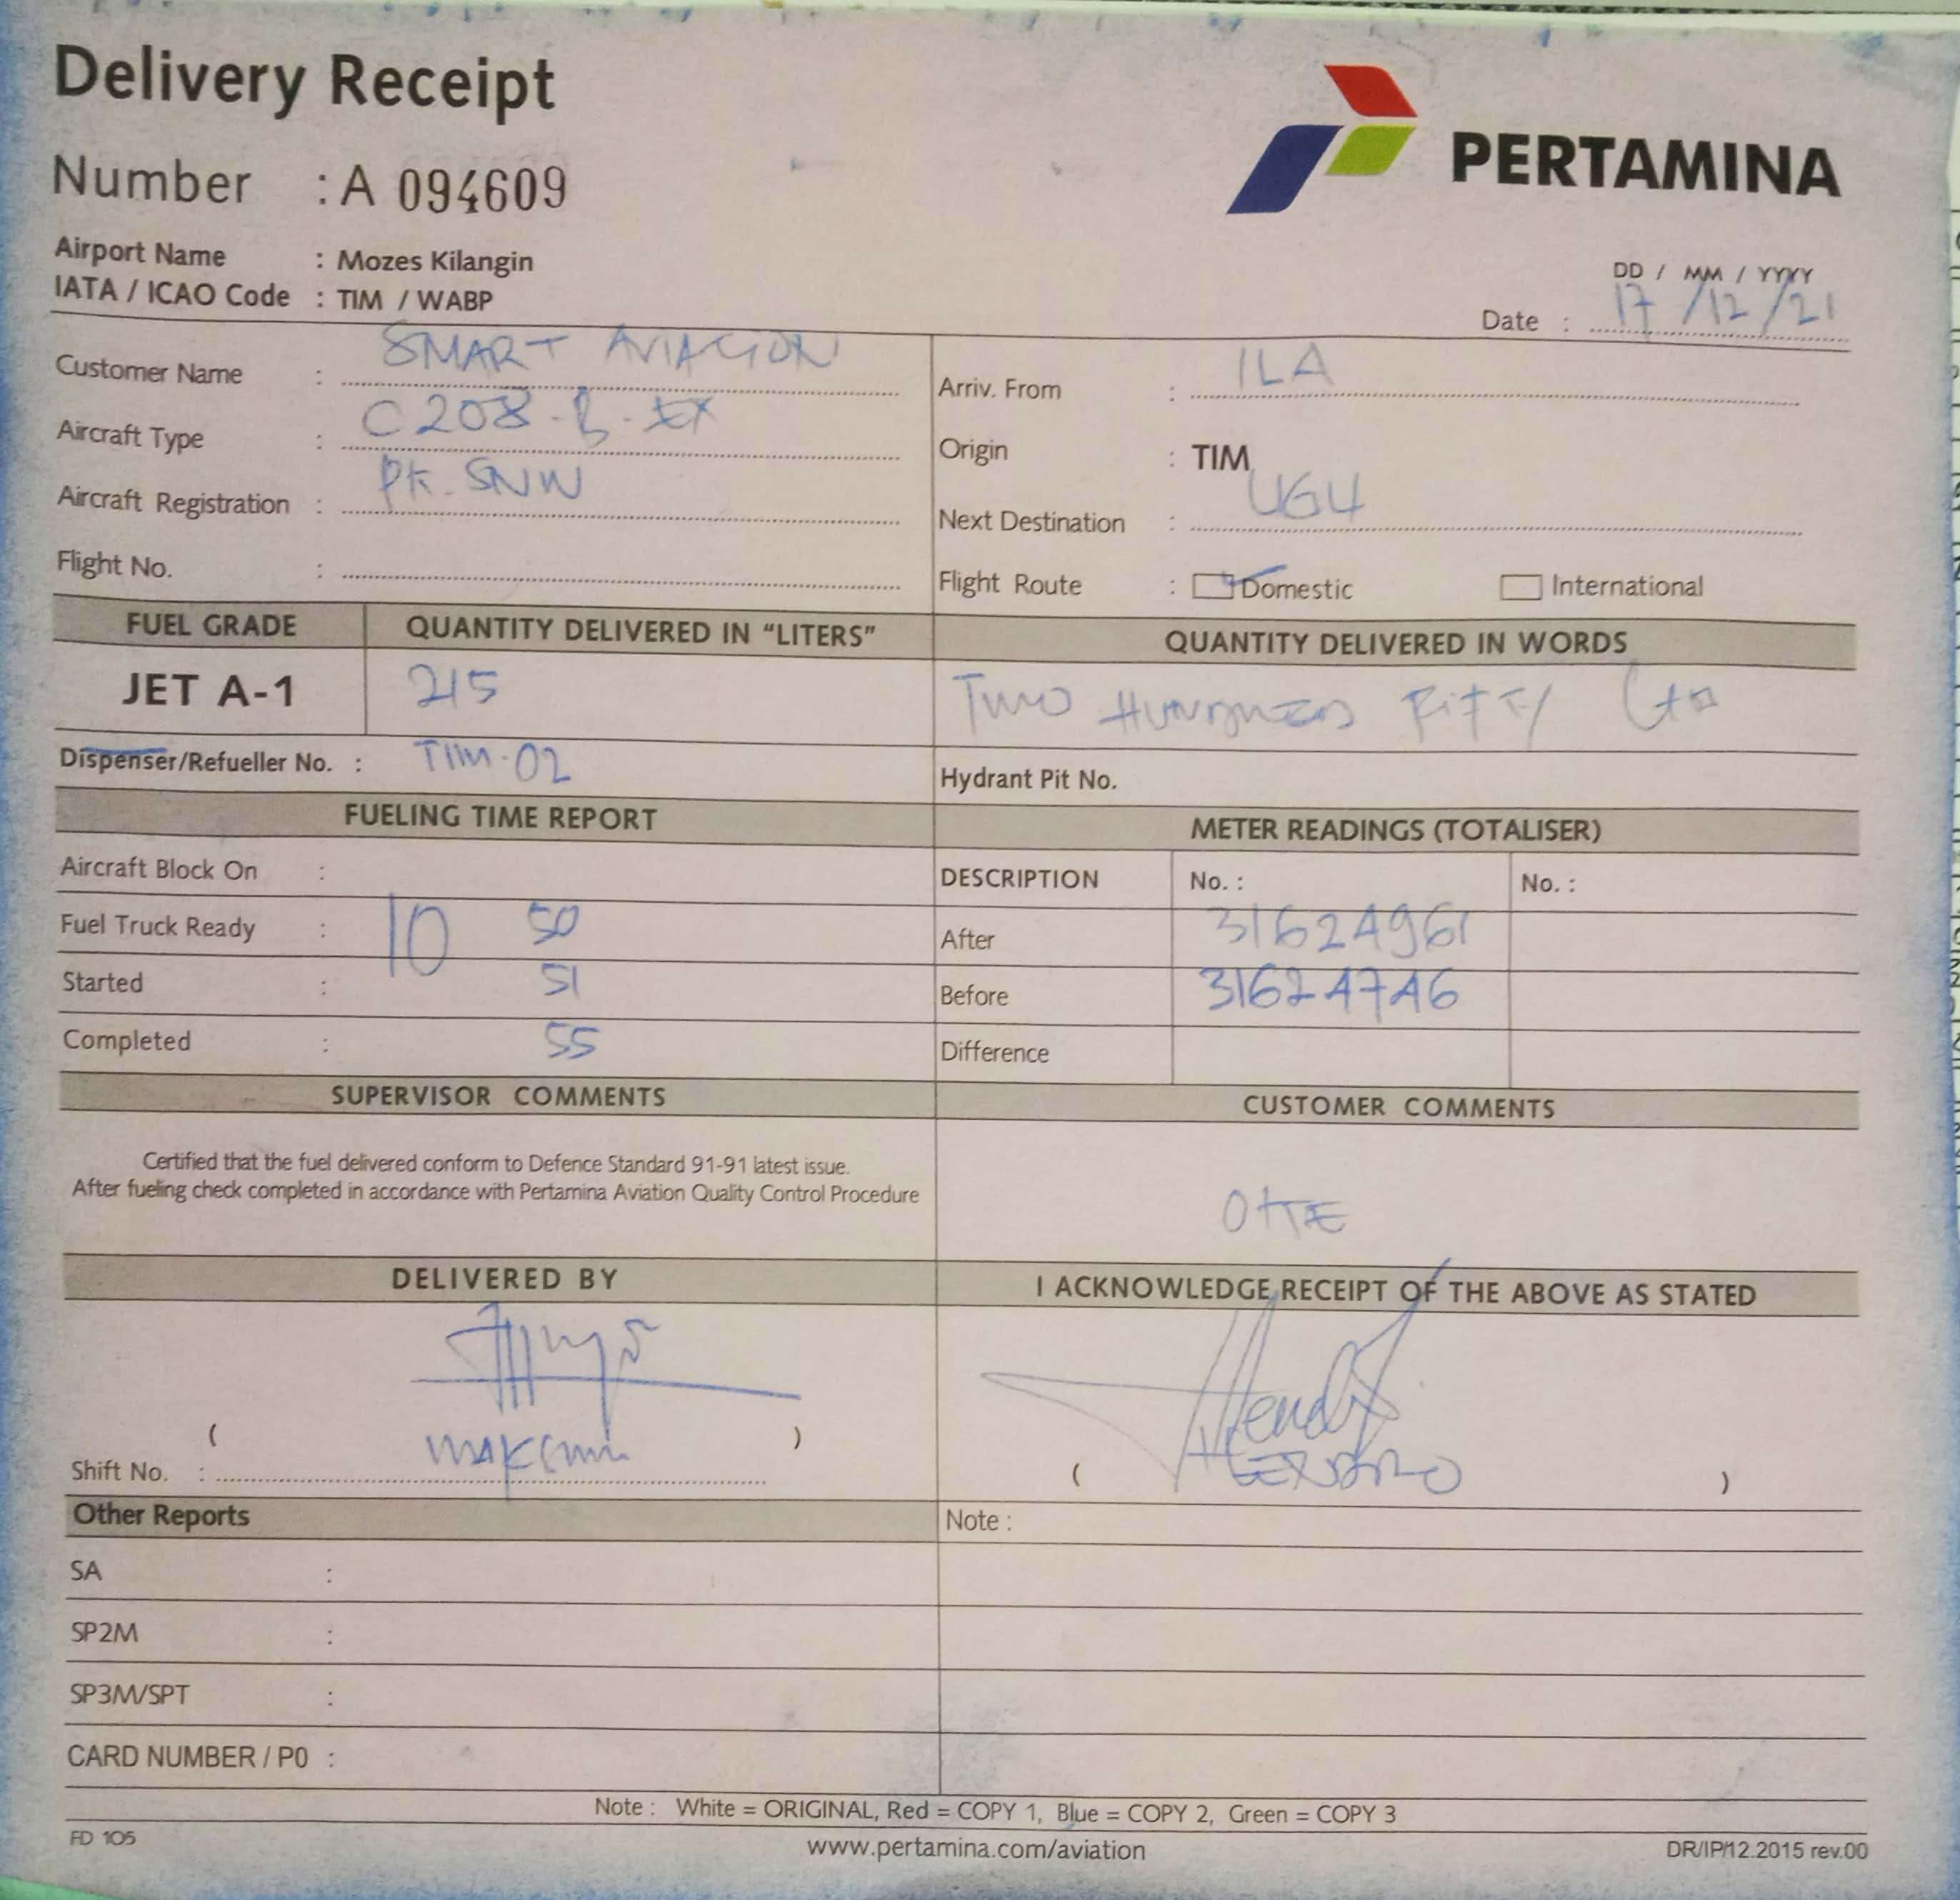 Delivery Receipt
PERTAMINA
Number : A 094609
Airport Name : Mozes Kilangin
IATA / ICAO Code : TIM / WABP
DD / MM / YYYY
Date : 17/12/21
Customer Name : SMART AVIATION
Arriv. From : ILA
Aircraft Type : C208-B-EX
Origin : TIM
Aircraft Registration : PK-SNW
Next Destination : UGU
Flight No. :
Flight Route : Domestic International
FUEL GRADE QUANTITY DELIVERED IN "LITERS" QUANTITY DELIVERED IN WORDS
JET A-1 215 TWO HUNDRED FIFTY
Dispenser/Refueller No. : TIM-02
Hydrant Pit No.
FUELING TIME REPORT METER READINGS (TOTALISER)
Aircraft Block On :
DESCRIPTION No. : No. :
Fuel Truck Ready : 10 50
After 31624961
Started : 51
Before 31624746
Completed : 55
Difference
SUPERVISOR COMMENTS CUSTOMER COMMENTS
Certified that the fuel delivered conform to Defence Standard 91-91 latest issue.
After fueling check completed in accordance with Pertamina Aviation Quality Control Procedure
DELIVERED BY I ACKNOWLEDGE RECEIPT OF THE ABOVE AS STATED
( )
Shift No. :
( )
Other Reports Note :
SA :
SP2M :
SP3M/SPT :
CARD NUMBER / P0 :
Note : White = ORIGINAL, Red = COPY 1, Blue = COPY 2, Green = COPY 3
FD 105 www.pertamina.com/aviation DR/IP/12.2015 rev.00